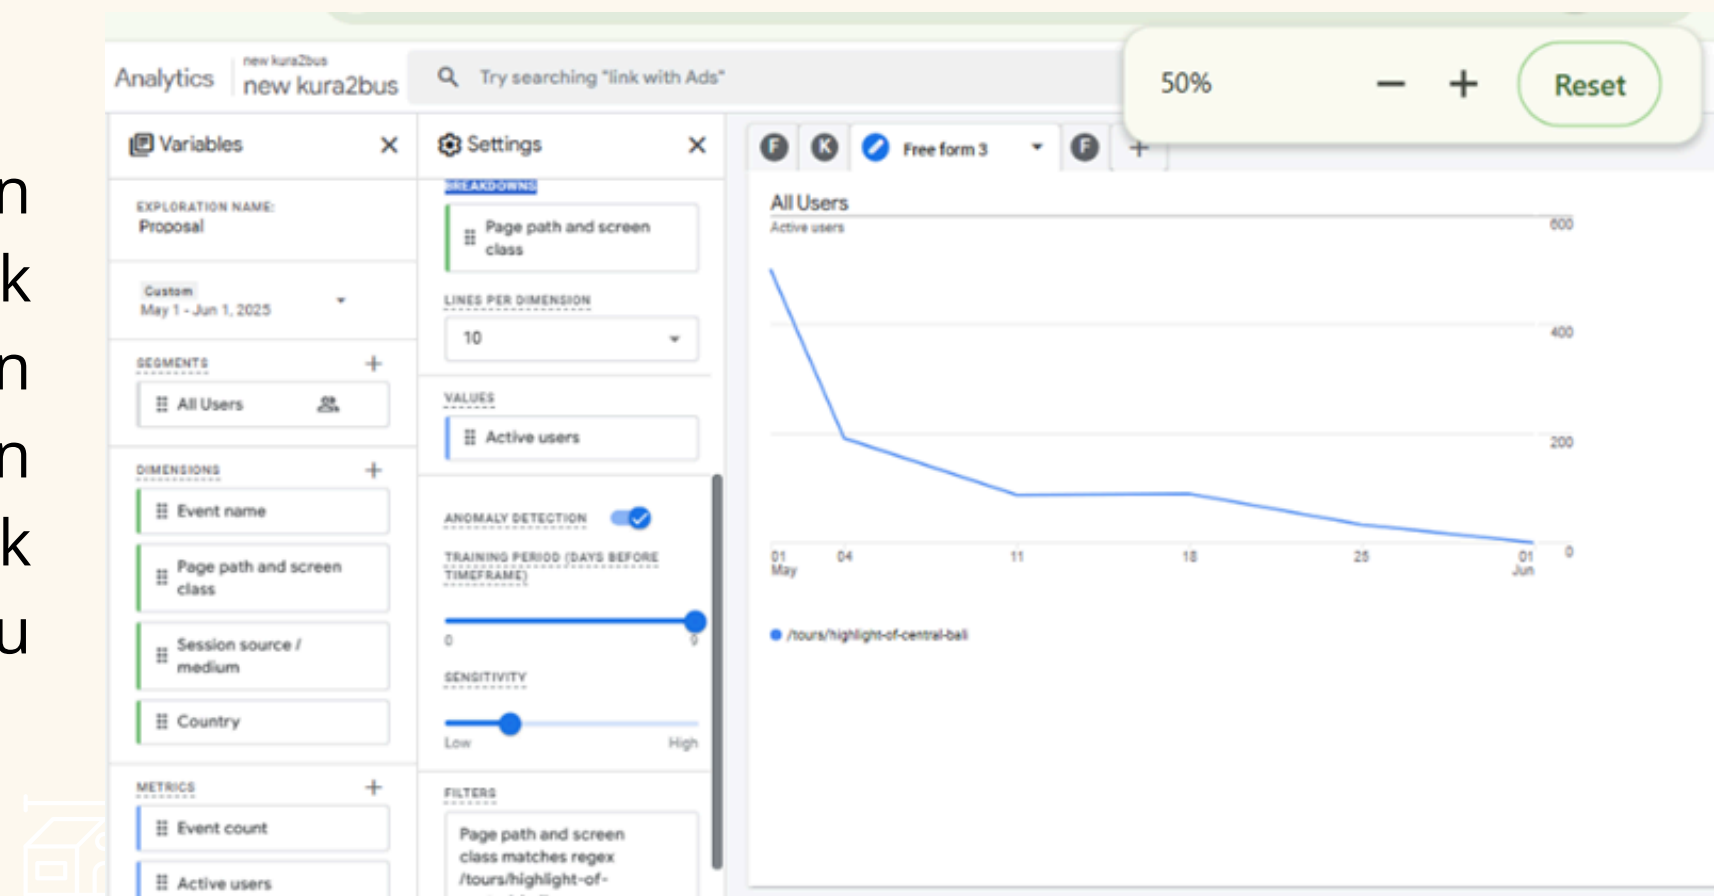 n
k
n
n
k
u
Analytics
new kura2bus
new kura2bus
Try searching "link with Ads"
50%
Reset
Variables
EXPLORATION NAME:
Proposal
Custom
May 1 - Jun 1, 2025
SEGMENTS
All Users
DIMENSIONS
Event name
Page path and screen
class
Session source /
medium
Country
METRICS
Event count
Active users
Settings
BREAKDOWNS
Page path and screen
class
LINES PER DIMENSION
10
VALUES
Active users
ANOMALY DETECTION
TRAINING PERIOD (DAYS BEFORE
TIMEFRAME)
0 9
SENSITIVITY
Low High
FILTERS
Page path and screen
class matches regex
/tours/highlight-of-
F K Free form 3 F
All Users
Active users
600
400
200
0
01 04 11 18 25 01
May Jun
/tours/highlight-of-central-bali